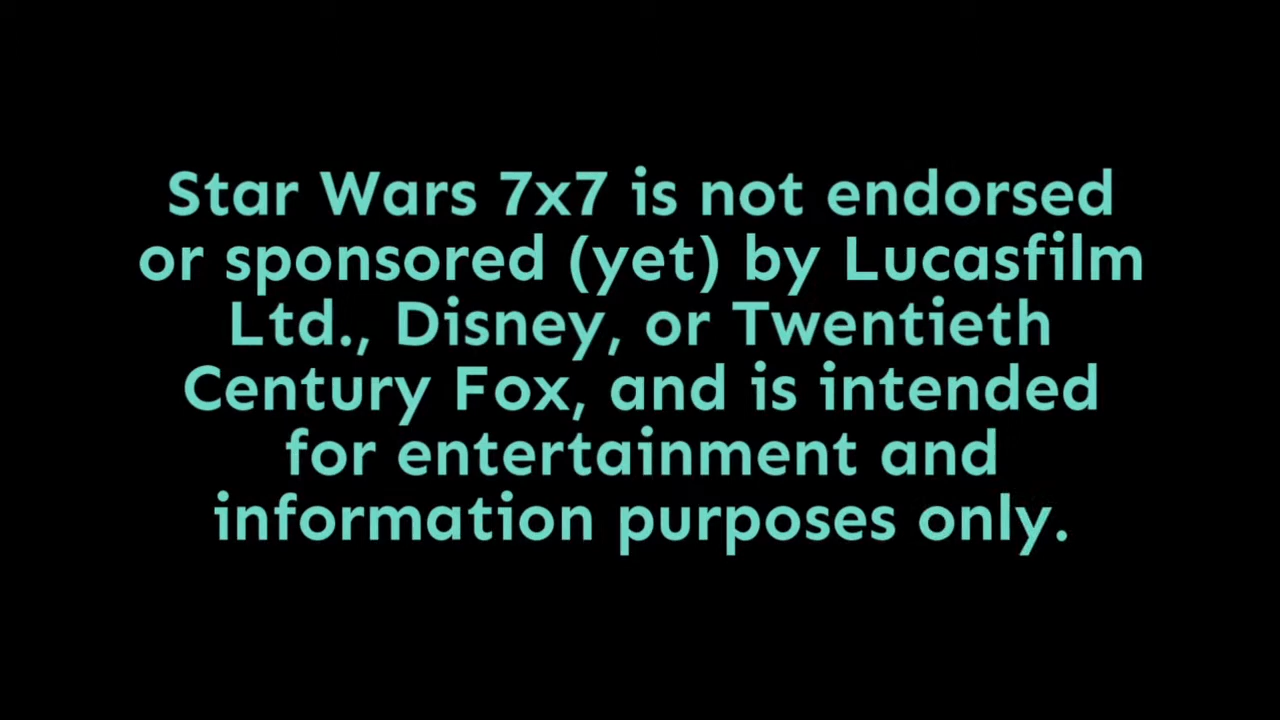 Star Wars 7x7 is not endorsed
or sponsored (yet) by Lucasfilm
Ltd., Disney, or Twentieth
Century Fox, and is intended
for entertainment and
information purposes only.